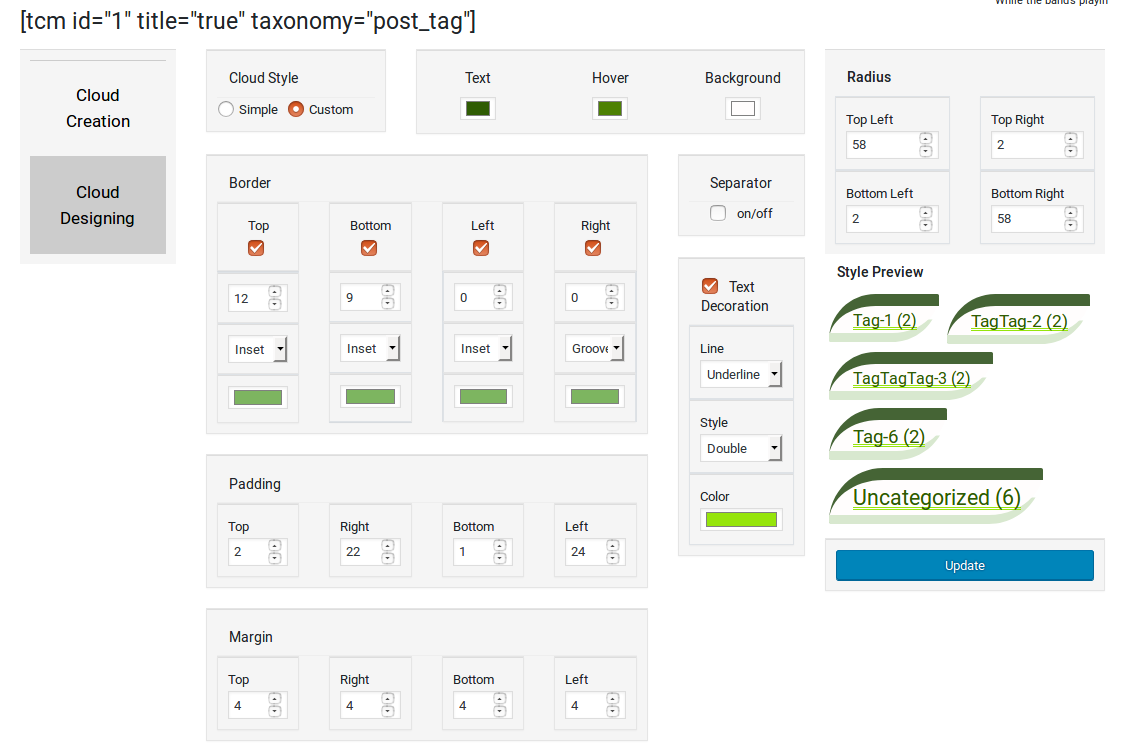 While the band's playin
[tcm id="1" title="true" taxonomy="post_tag"]
Cloud
Creation
Cloud
Designing
Cloud Style
Simple Custom
Text Hover Background
Border
Top Bottom Left Right
12 9 0 0
Inset Inset Inset Groove
Separator
on/off
Text
Decoration
Line
Underline
Style
Double
Color
Padding
Top Right Bottom Left
2 22 1 24
Margin
Top Right Bottom Left
4 4 4 4
Radius
Top Left Top Right
58 2
Bottom Left Bottom Right
2 58
Style Preview
Tag-1 (2) TagTag-2 (2)
TagTagTag-3 (2)
Tag-6 (2)
Uncategorized (6)
Update